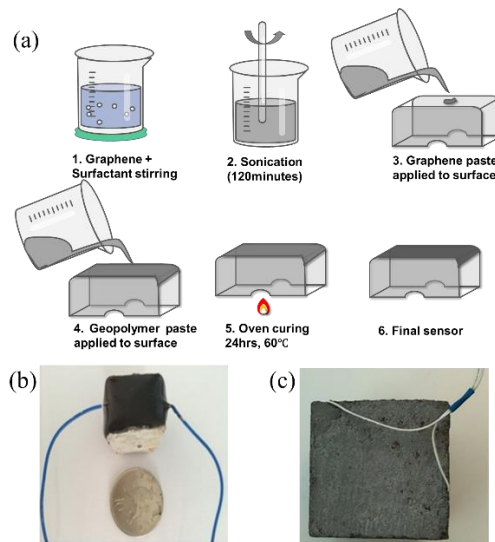 (a)
1. Graphene +
Surfactant stirring
2. Sonication
(120minutes)
3. Graphene paste
applied to surface
4. Geopolymer paste
applied to surface
5. Oven curing
24hrs, 60℃
6. Final sensor
(b)
(c)